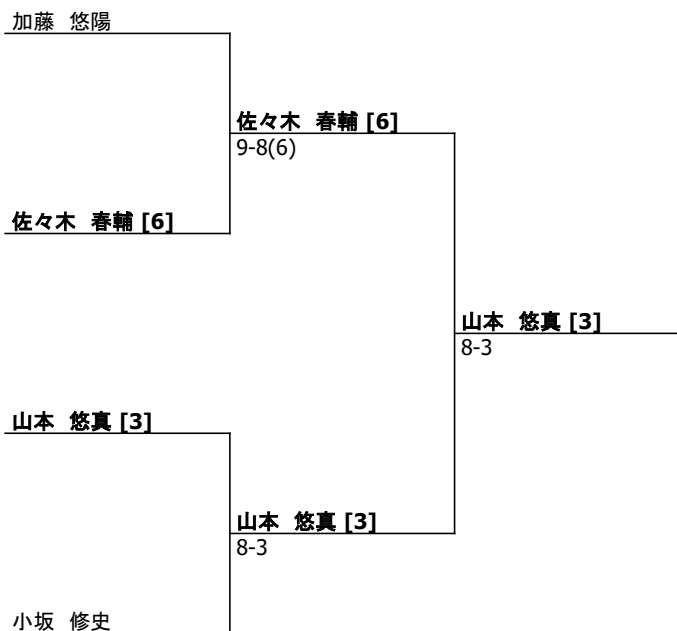 加藤 悠陽
佐々木 春輔 [6]
9-8(6)
佐々木 春輔 [6]
山本 悠真 [3]
8-3
山本 悠真 [3]
山本 悠真 [3]
8-3
小坂 修史